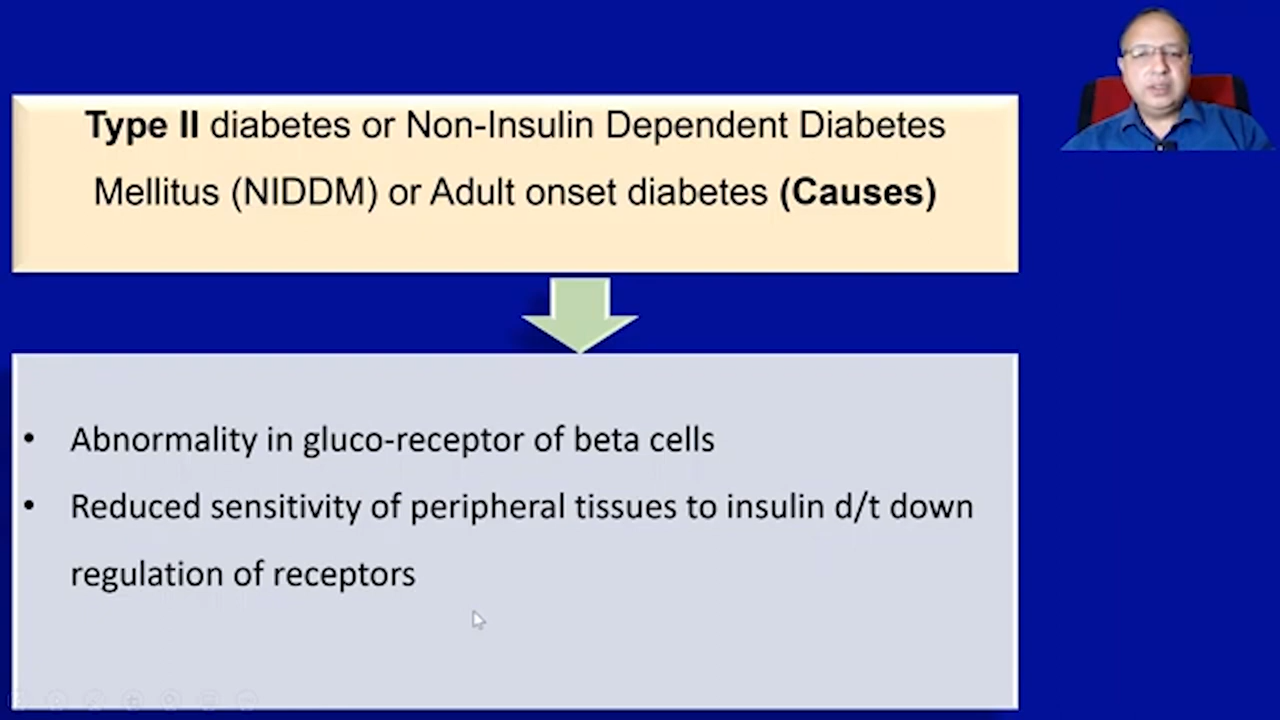 Type II diabetes or Non-Insulin Dependent Diabetes
Mellitus (NIDDM) or Adult onset diabetes (Causes)
• Abnormality in gluco-receptor of beta cells
• Reduced sensitivity of peripheral tissues to insulin d/t down
regulation of receptors